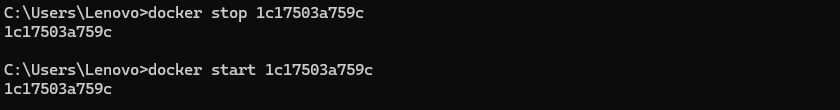 C:\Users\Lenovo>docker stop 1c17503a759c
1c17503a759c
C:\Users\Lenovo>docker start 1c17503a759c
1c17503a759c